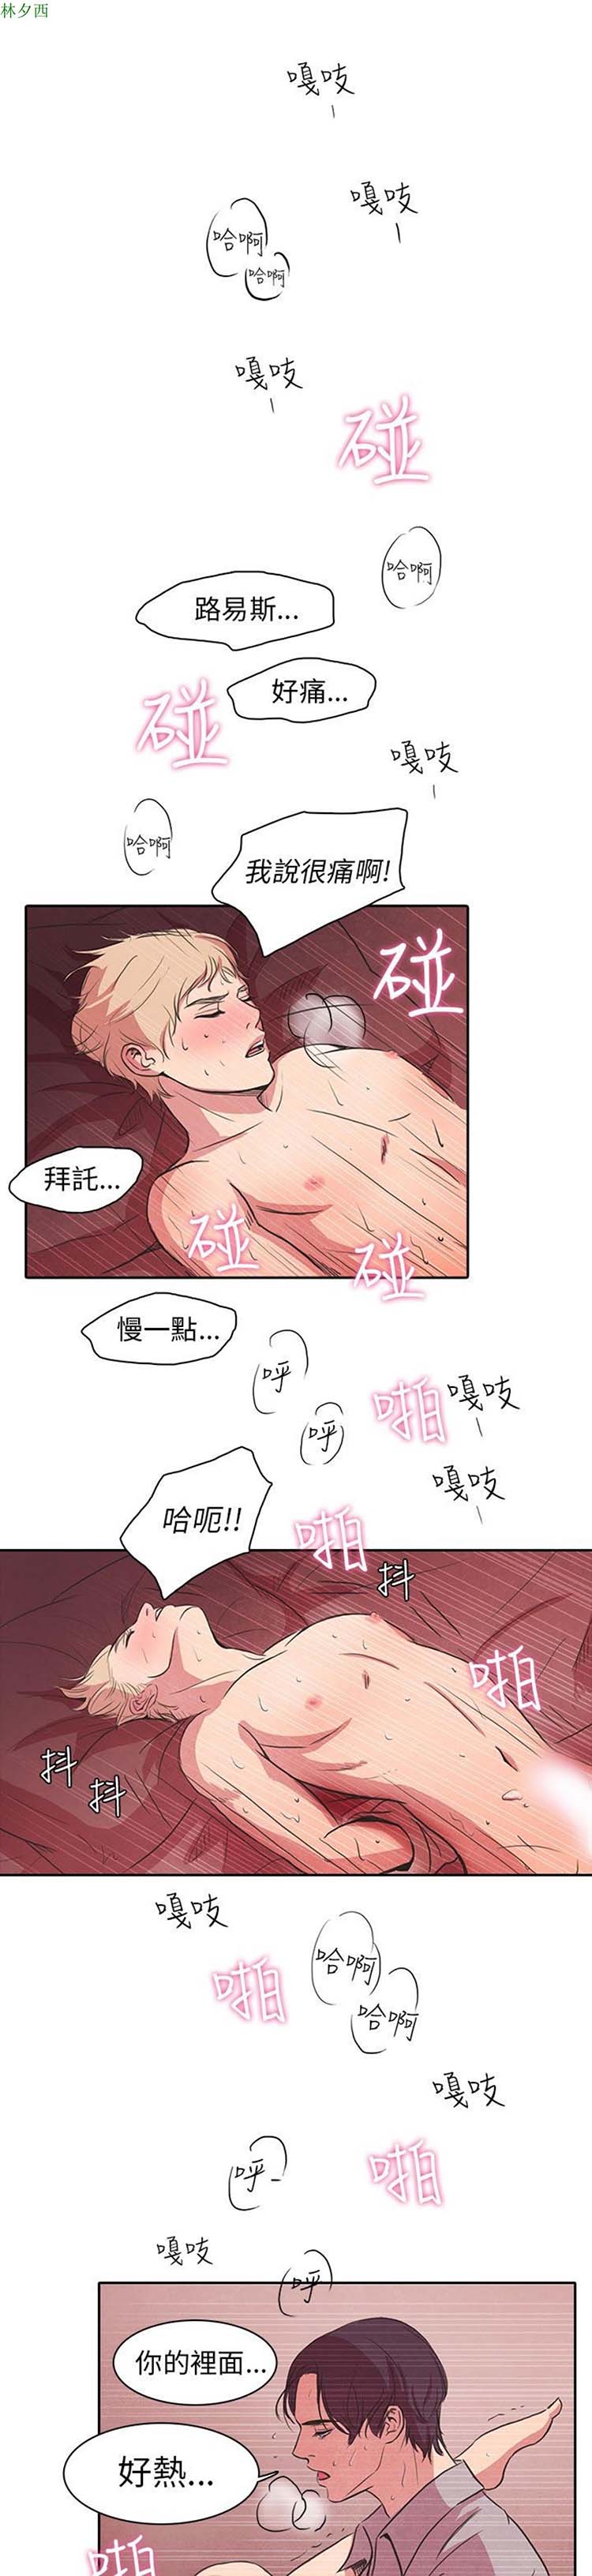 林夕西
嘎吱
嘎吱
哈啊
哈啊
嘎吱
碰
哈啊
路易斯...
好痛...
碰
嘎吱
哈啊
我說很痛啊!
碰
拜託...
碰
碰
慢一點...
呼
呼
啪
嘎吱
嘎吱
哈呃!!
啪
抖
啪
抖
抖
嘎吱
啪
哈啊
哈啊
嘎吱
呼
啪
嘎吱
呼
你的裡面...
好熱...
啪